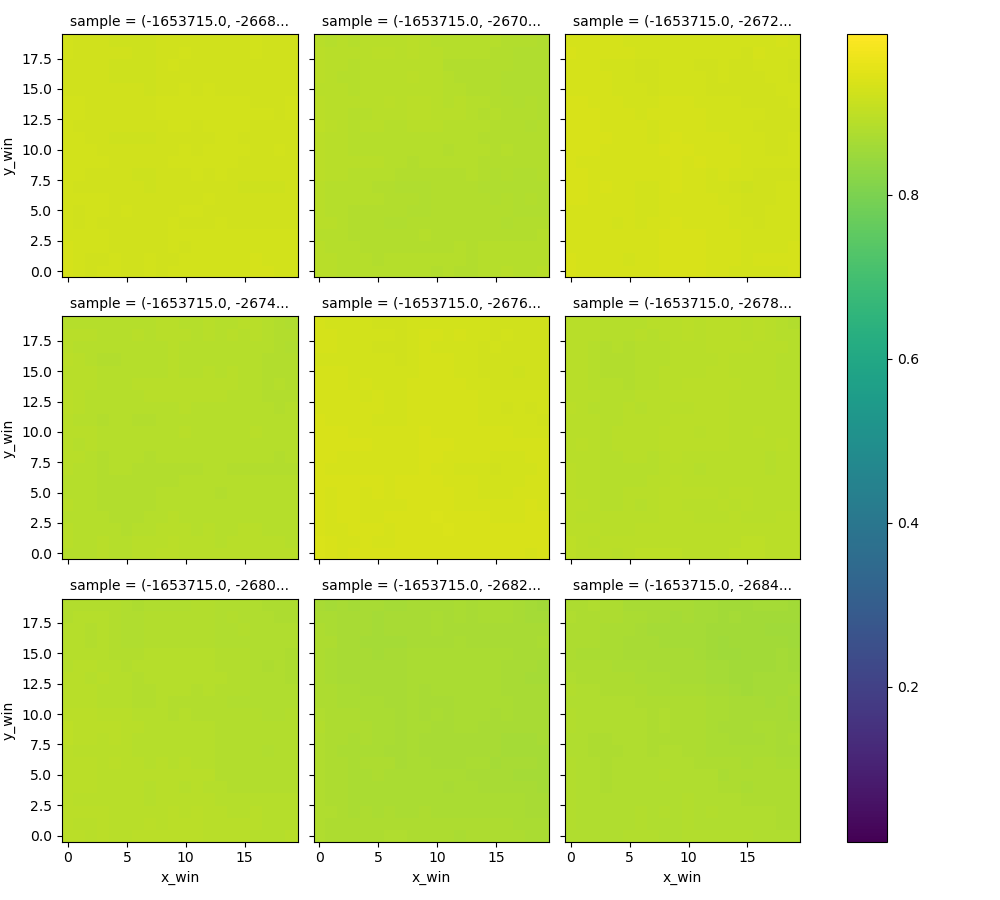 sample = (-1653715.0, -2668...
sample = (-1653715.0, -2670...
sample = (-1653715.0, -2672...
17.5
15.0
12.5
10.0
7.5
5.0
2.5
0.0
y_win
sample = (-1653715.0, -2674...
sample = (-1653715.0, -2676...
sample = (-1653715.0, -2678...
17.5
15.0
12.5
10.0
7.5
5.0
2.5
0.0
y_win
sample = (-1653715.0, -2680...
sample = (-1653715.0, -2682...
sample = (-1653715.0, -2684...
17.5
15.0
12.5
10.0
7.5
5.0
2.5
0.0
y_win
0 5 10 15
0 5 10 15
0 5 10 15
x_win
x_win
x_win
0.8
0.6
0.4
0.2